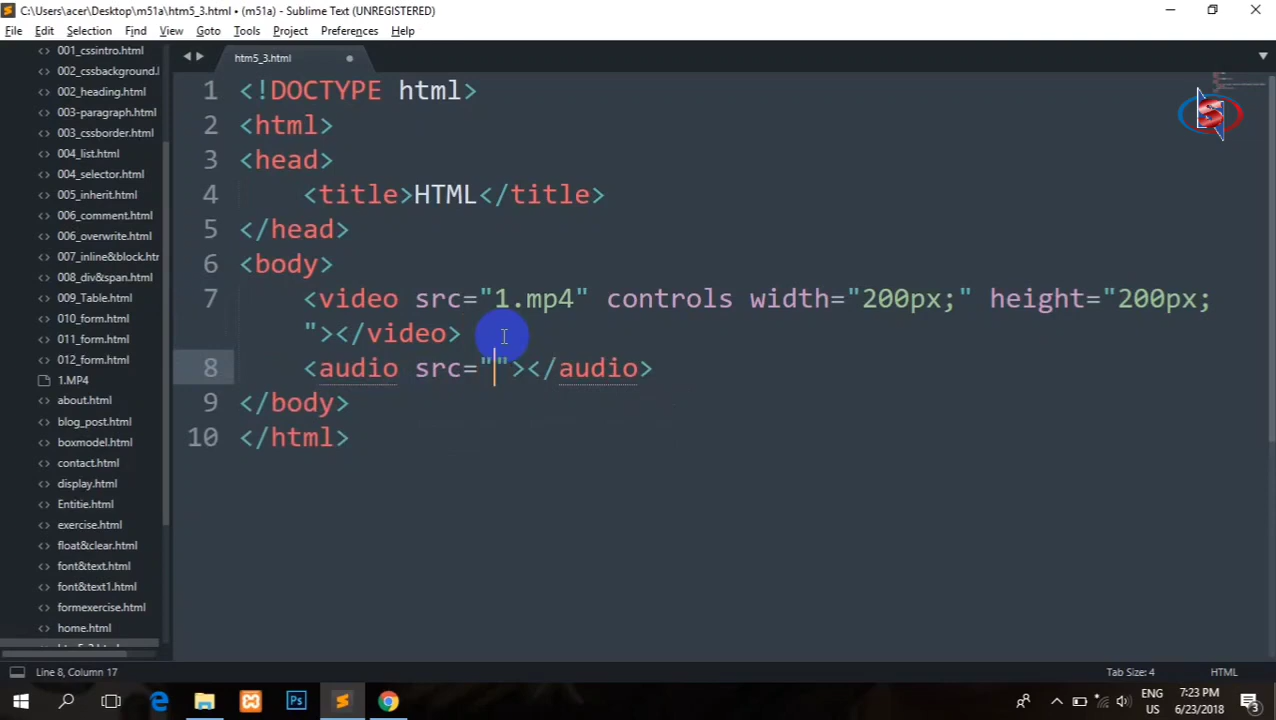 C:\Users\acer\Desktop\m51a\htm5_3.html • (m51a) - Sublime Text (UNREGISTERED)
File Edit Selection Find View Goto Tools Project Preferences Help
001_cssintro.html
002_cssbackground.l
002_heading.html
003-paragraph.html
003_cssborder.html
004_list.html
004_selector.html
005_inherit.html
006_comment.html
006_overwrite.html
007_inline&block.htr
008_div&span.html
009_Table.html
010_form.html
011_form.html
012_form.html
1.MP4
about.html
blog_post.html
boxmodel.html
contact.html
display.html
Entitie.html
exercise.html
float&clear.html
font&text.html
font&text1.html
formexercise.html
home.html
htm5_3.html
htm5_3.html
1 <!DOCTYPE html>
2 <html>
3 <head>
4 <title>HTML</title>
5 </head>
6 <body>
7 <video src="1.mp4" controls width="200px;" height="200px;
"></video>
8 <audio src=""></audio>
9 </body>
10 </html>
Line 8, Column 17 Tab Size: 4 HTML
ENG 7:23 PM
US 6/23/2018
3